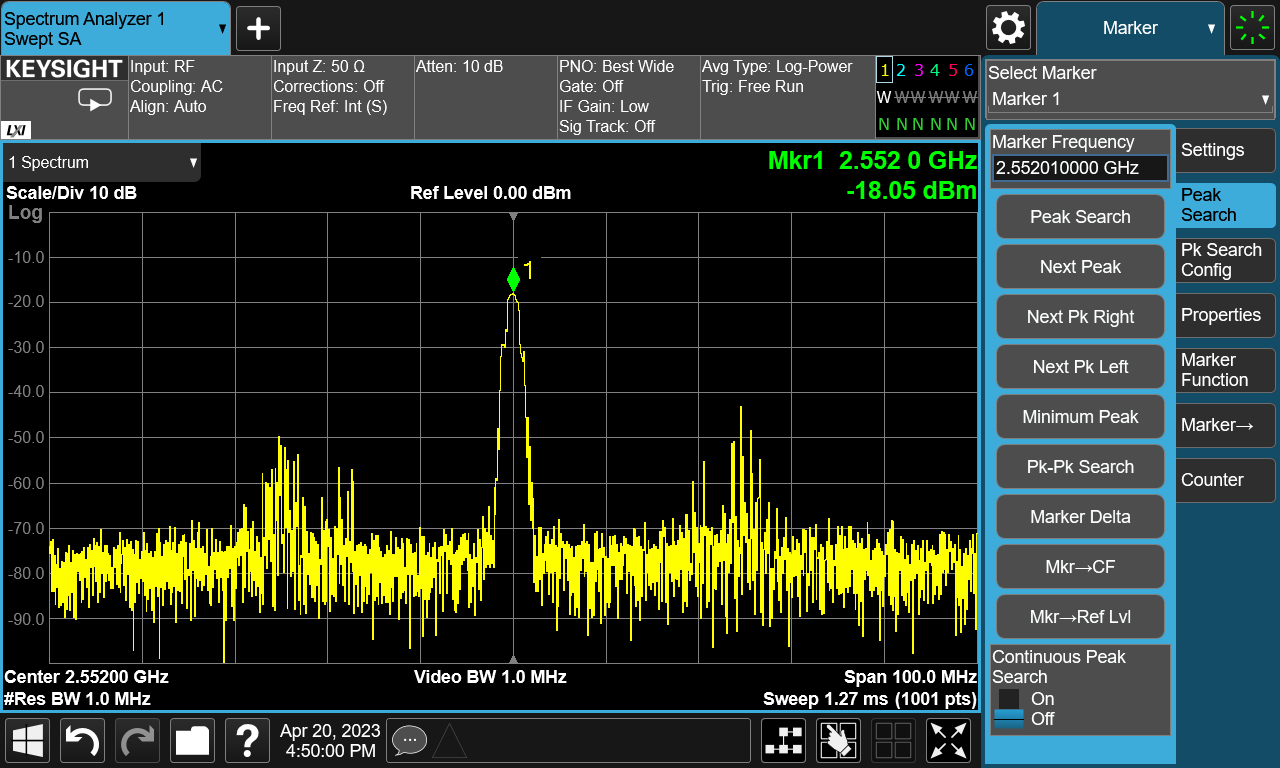 Spectrum Analyzer 1
Swept SA
+
Marker
KEYSIGHT
LXI
Input: RF
Coupling: AC
Align: Auto
Input Z: 50 Ω
Corrections: Off
Freq Ref: Int (S)
Atten: 10 dB
PNO: Best Wide
Gate: Off
IF Gain: Low
Sig Track: Off
Avg Type: Log-Power
Trig: Free Run
1 2 3 4 5 6
W W W W W W
N N N N N N
Select Marker
Marker 1
1 Spectrum
Mkr1 2.552 0 GHz
-18.05 dBm
Scale/Div 10 dB
Ref Level 0.00 dBm
Log
-10.0
-20.0
-30.0
-40.0
-50.0
-60.0
-70.0
-80.0
-90.0
1
Center 2.55200 GHz
Video BW 1.0 MHz
Span 100.0 MHz
#Res BW 1.0 MHz
Sweep 1.27 ms (1001 pts)
Marker Frequency
2.552010000 GHz
Peak Search
Next Peak
Next Pk Right
Next Pk Left
Minimum Peak
Pk-Pk Search
Marker Delta
Mkr→CF
Mkr→Ref Lvl
Continuous Peak
Search
On
Off
Settings
Peak
Search
Pk Search
Config
Properties
Marker
Function
Marker→
Counter
?
Apr 20, 2023
4:50:00 PM